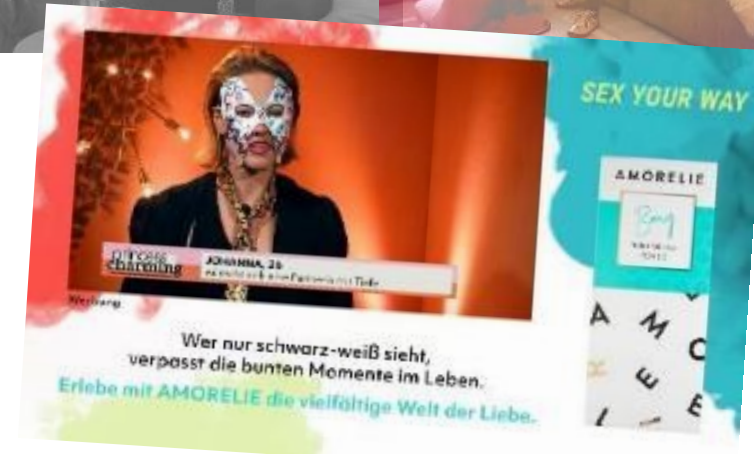 SEX YOUR WAY
AMORELIE
princess
charming
JOHANNA, 26
Werbung
Wer nur schwarz-weiß sieht,
verpasst die bunten Momente im Leben.
Erlebe mit AMORELIE die vielfältige Welt der Liebe.
A M
C
E